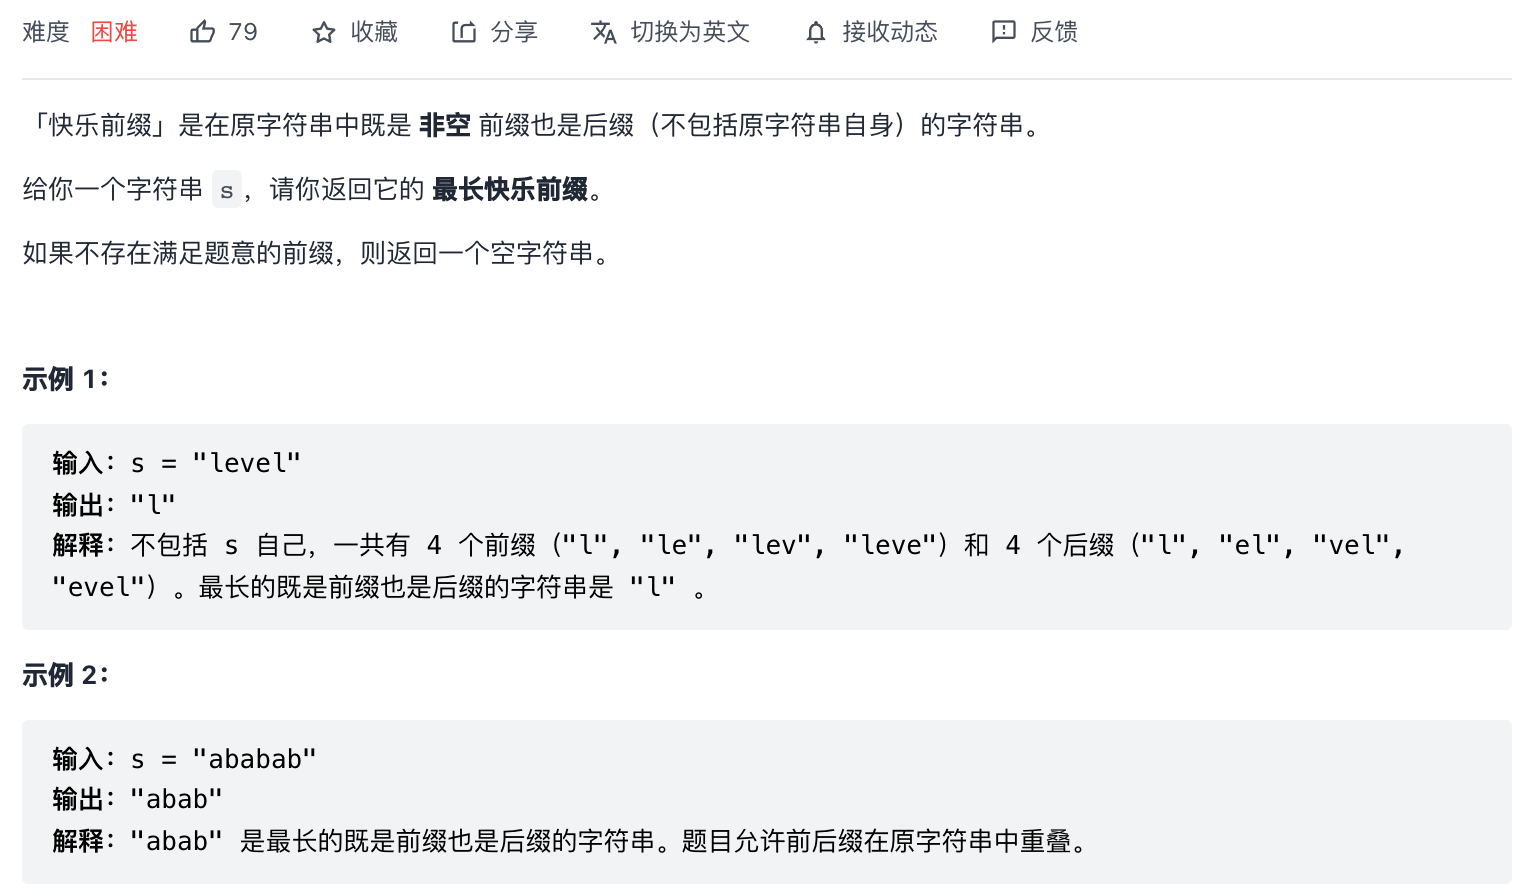 难度 困难 79 收藏 分享 切换为英文 接收动态 反馈
「快乐前缀」是在原字符串中既是 非空 前缀也是后缀（不包括原字符串自身）的字符串。
给你一个字符串 s，请你返回它的 最长快乐前缀。
如果不存在满足题意的前缀，则返回一个空字符串。
示例 1：
输入：s = "level"
输出："l"
解释：不包括 s 自己，一共有 4 个前缀（"l", "le", "lev", "leve"）和 4 个后缀（"l", "el", "vel",
"evel"）。最长的既是前缀也是后缀的字符串是 "l" 。
示例 2：
输入：s = "ababab"
输出："abab"
解释："abab" 是最长的既是前缀也是后缀的字符串。题目允许前后缀在原字符串中重叠。